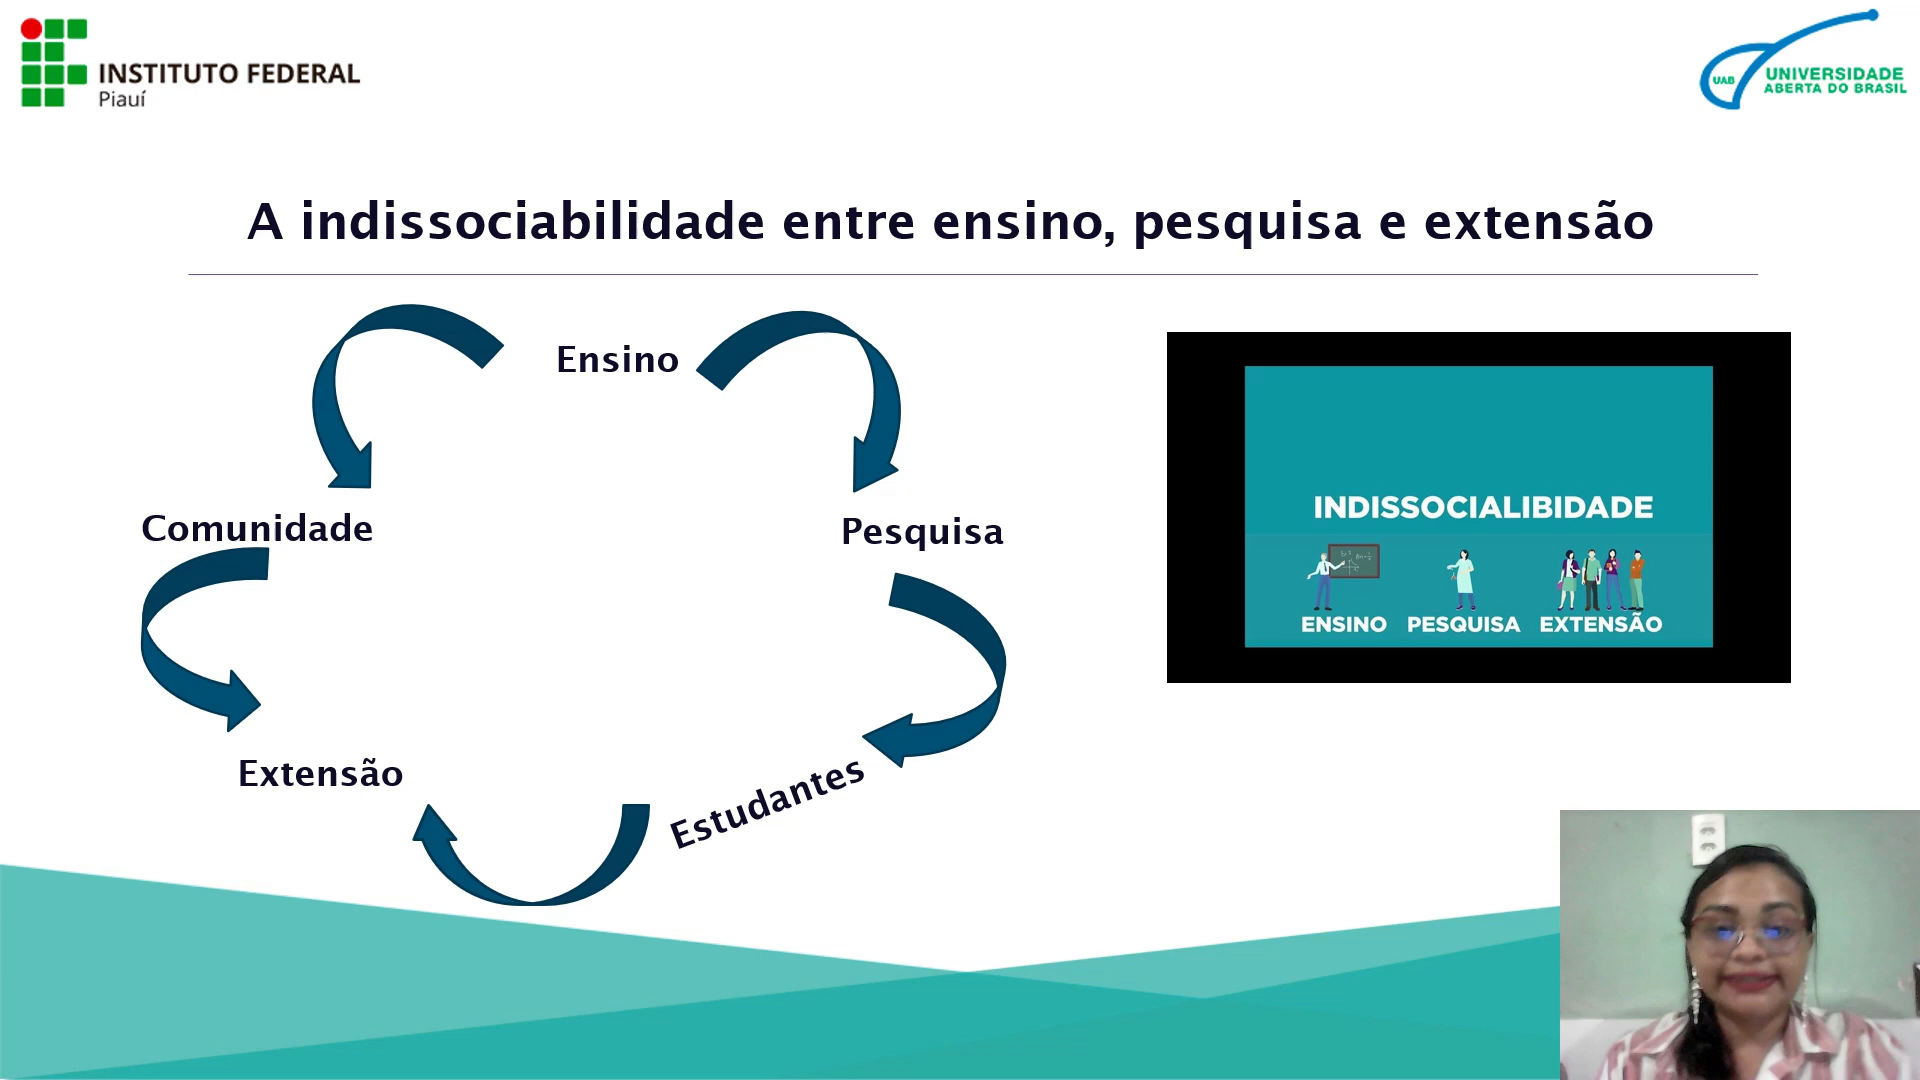 INSTITUTO FEDERAL
Piauí
UAB
UNIVERSIDADE
ABERTA DO BRASIL
A indissociabilidade entre ensino, pesquisa e extensão
Ensino
Comunidade
Pesquisa
Extensão
Estudantes
INDISSOCIALIBIDADE
ENSINO PESQUISA EXTENSÃO